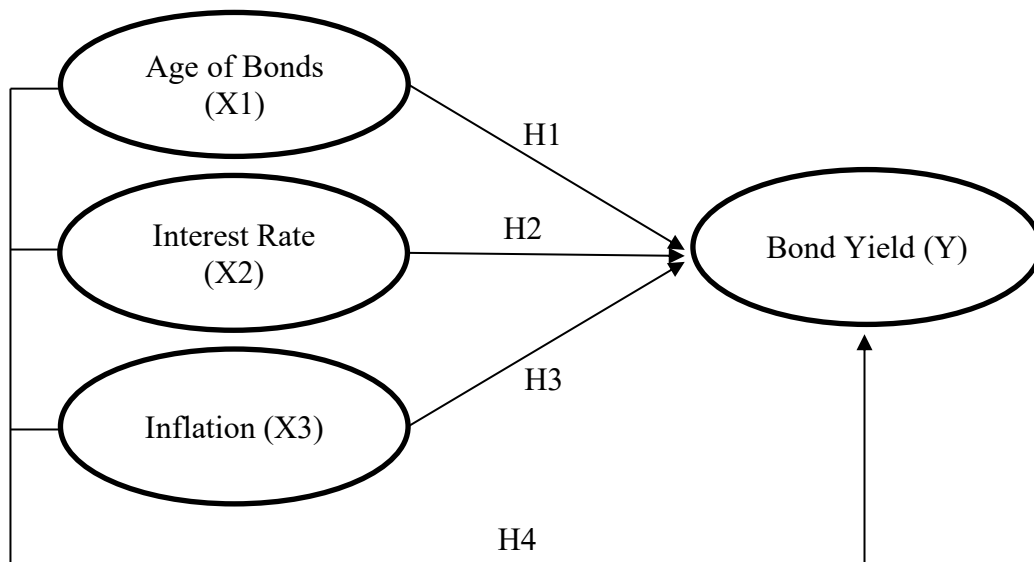 Age of Bonds
(X1)
H1
Interest Rate
(X2)
H2
Bond Yield (Y)
Inflation (X3)
H3
H4